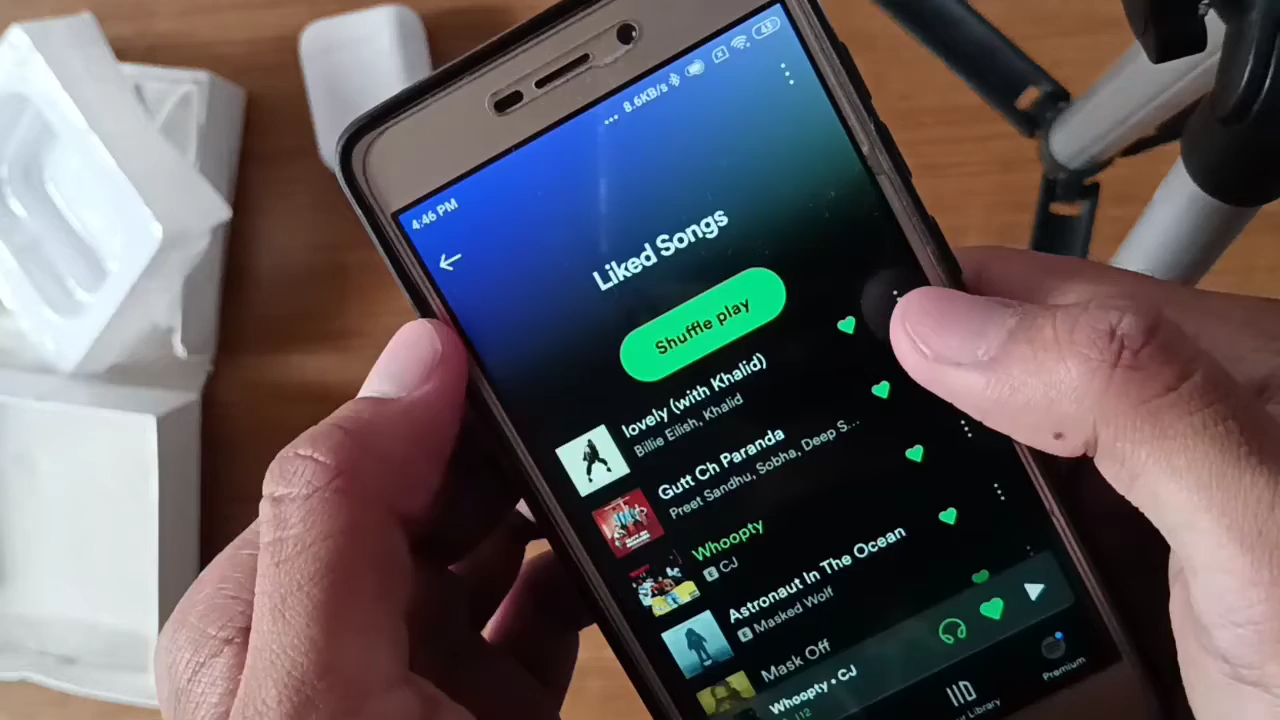 4:46 PM
... 8.6KB/s
43
Liked Songs
Shuffle play
lovely (with Khalid)
Billie Eilish, Khalid
Gutt Ch Paranda
Preet Sandhu, Sobha, Deep S...
Whoopty
E CJ
Astronaut In The Ocean
E Masked Wolf
Mask Off
Whoopty • CJ
Library
Premium